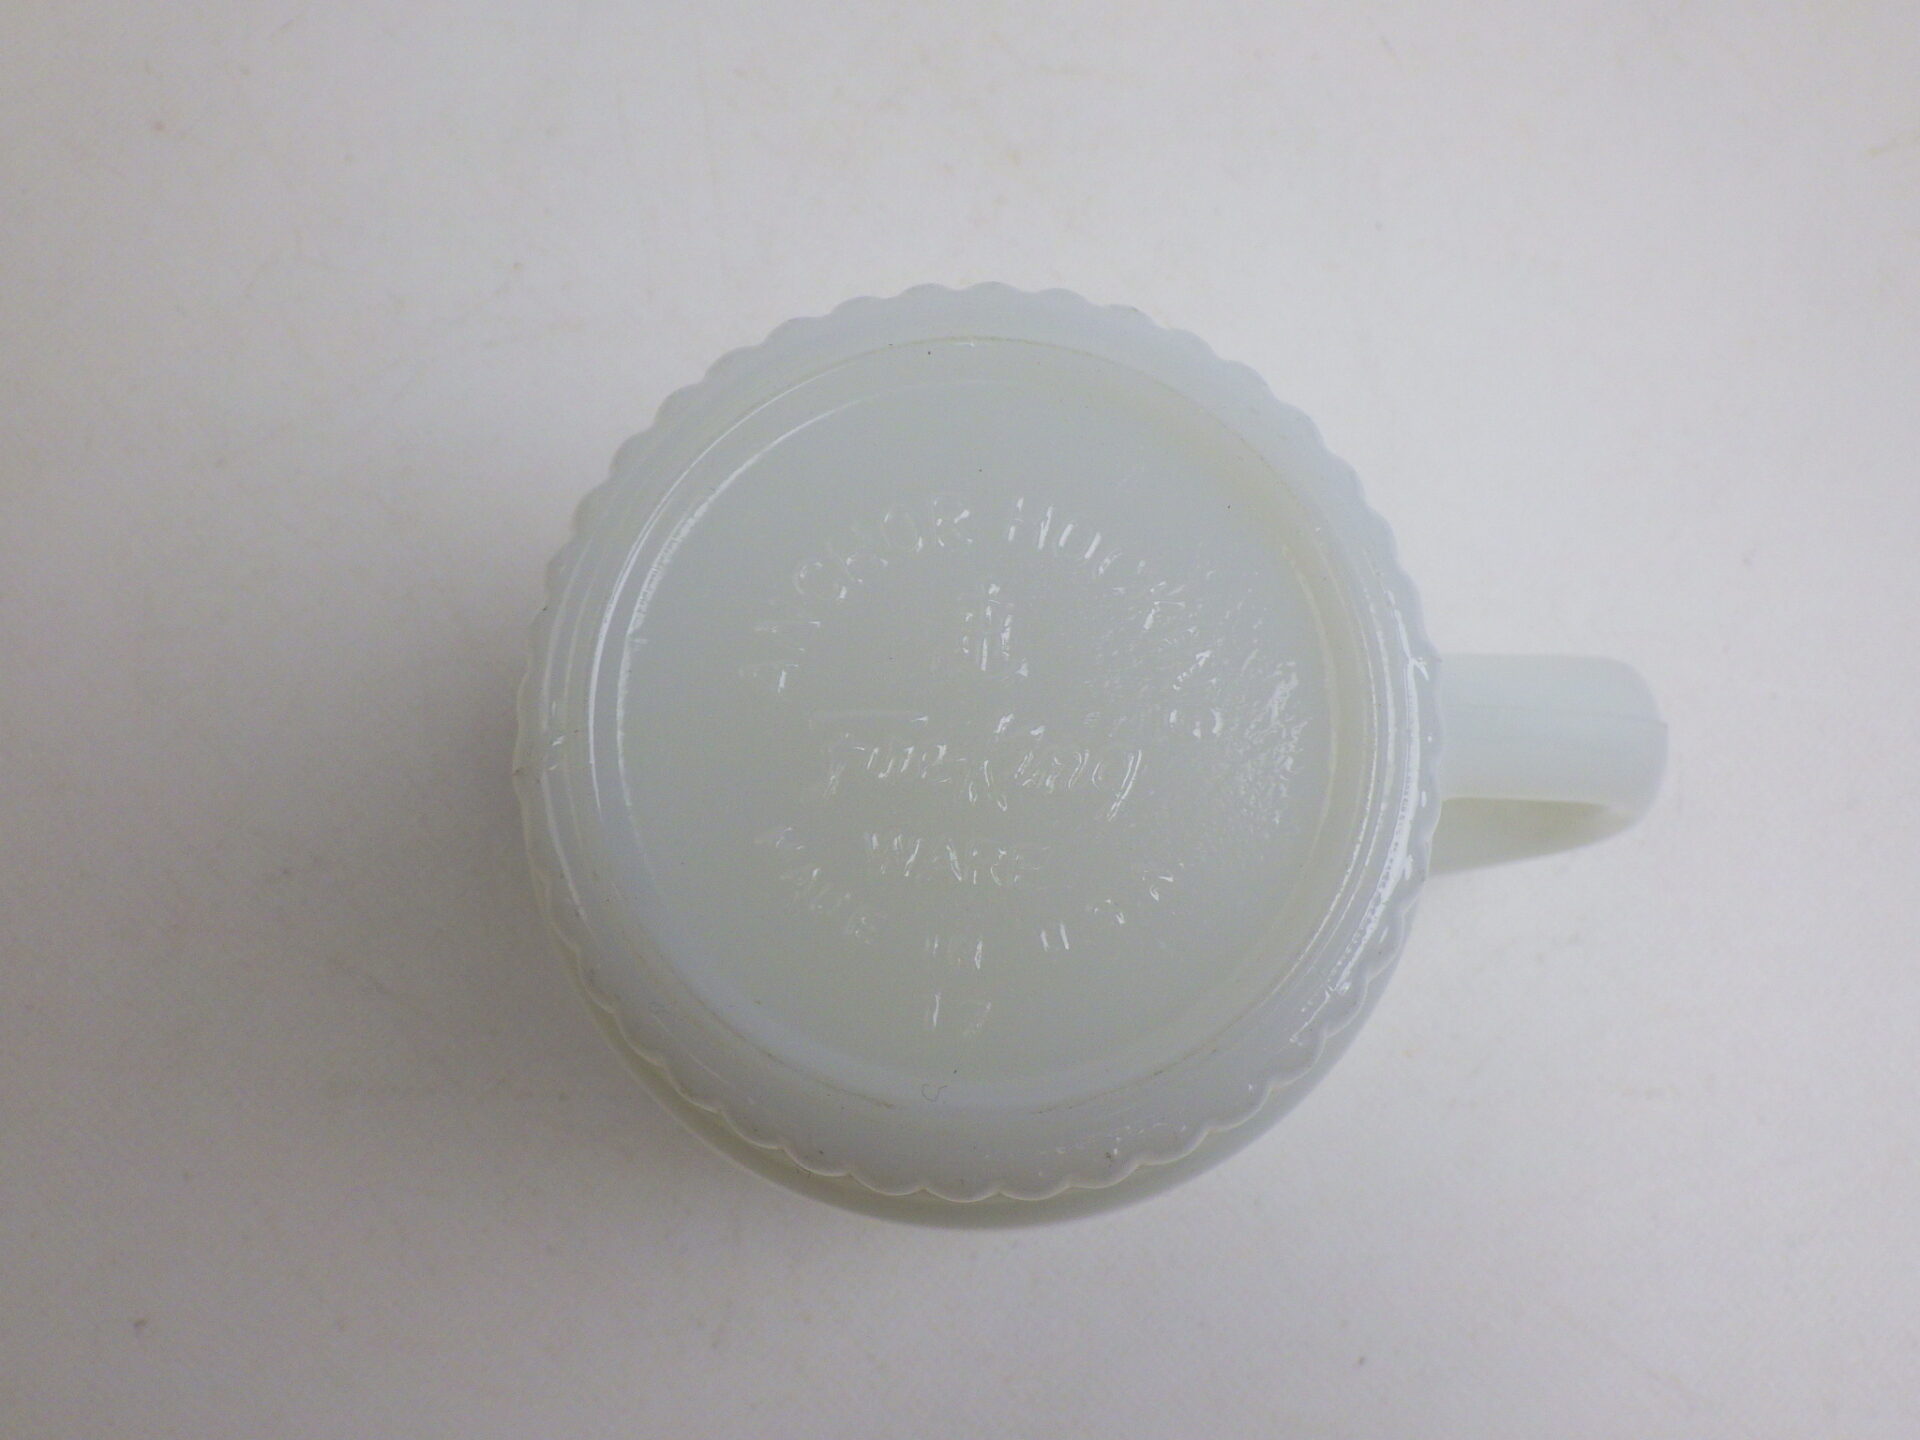 ANCHOR HOCKING ®
Fire-King
WARE
MADE IN U.S.A.
17